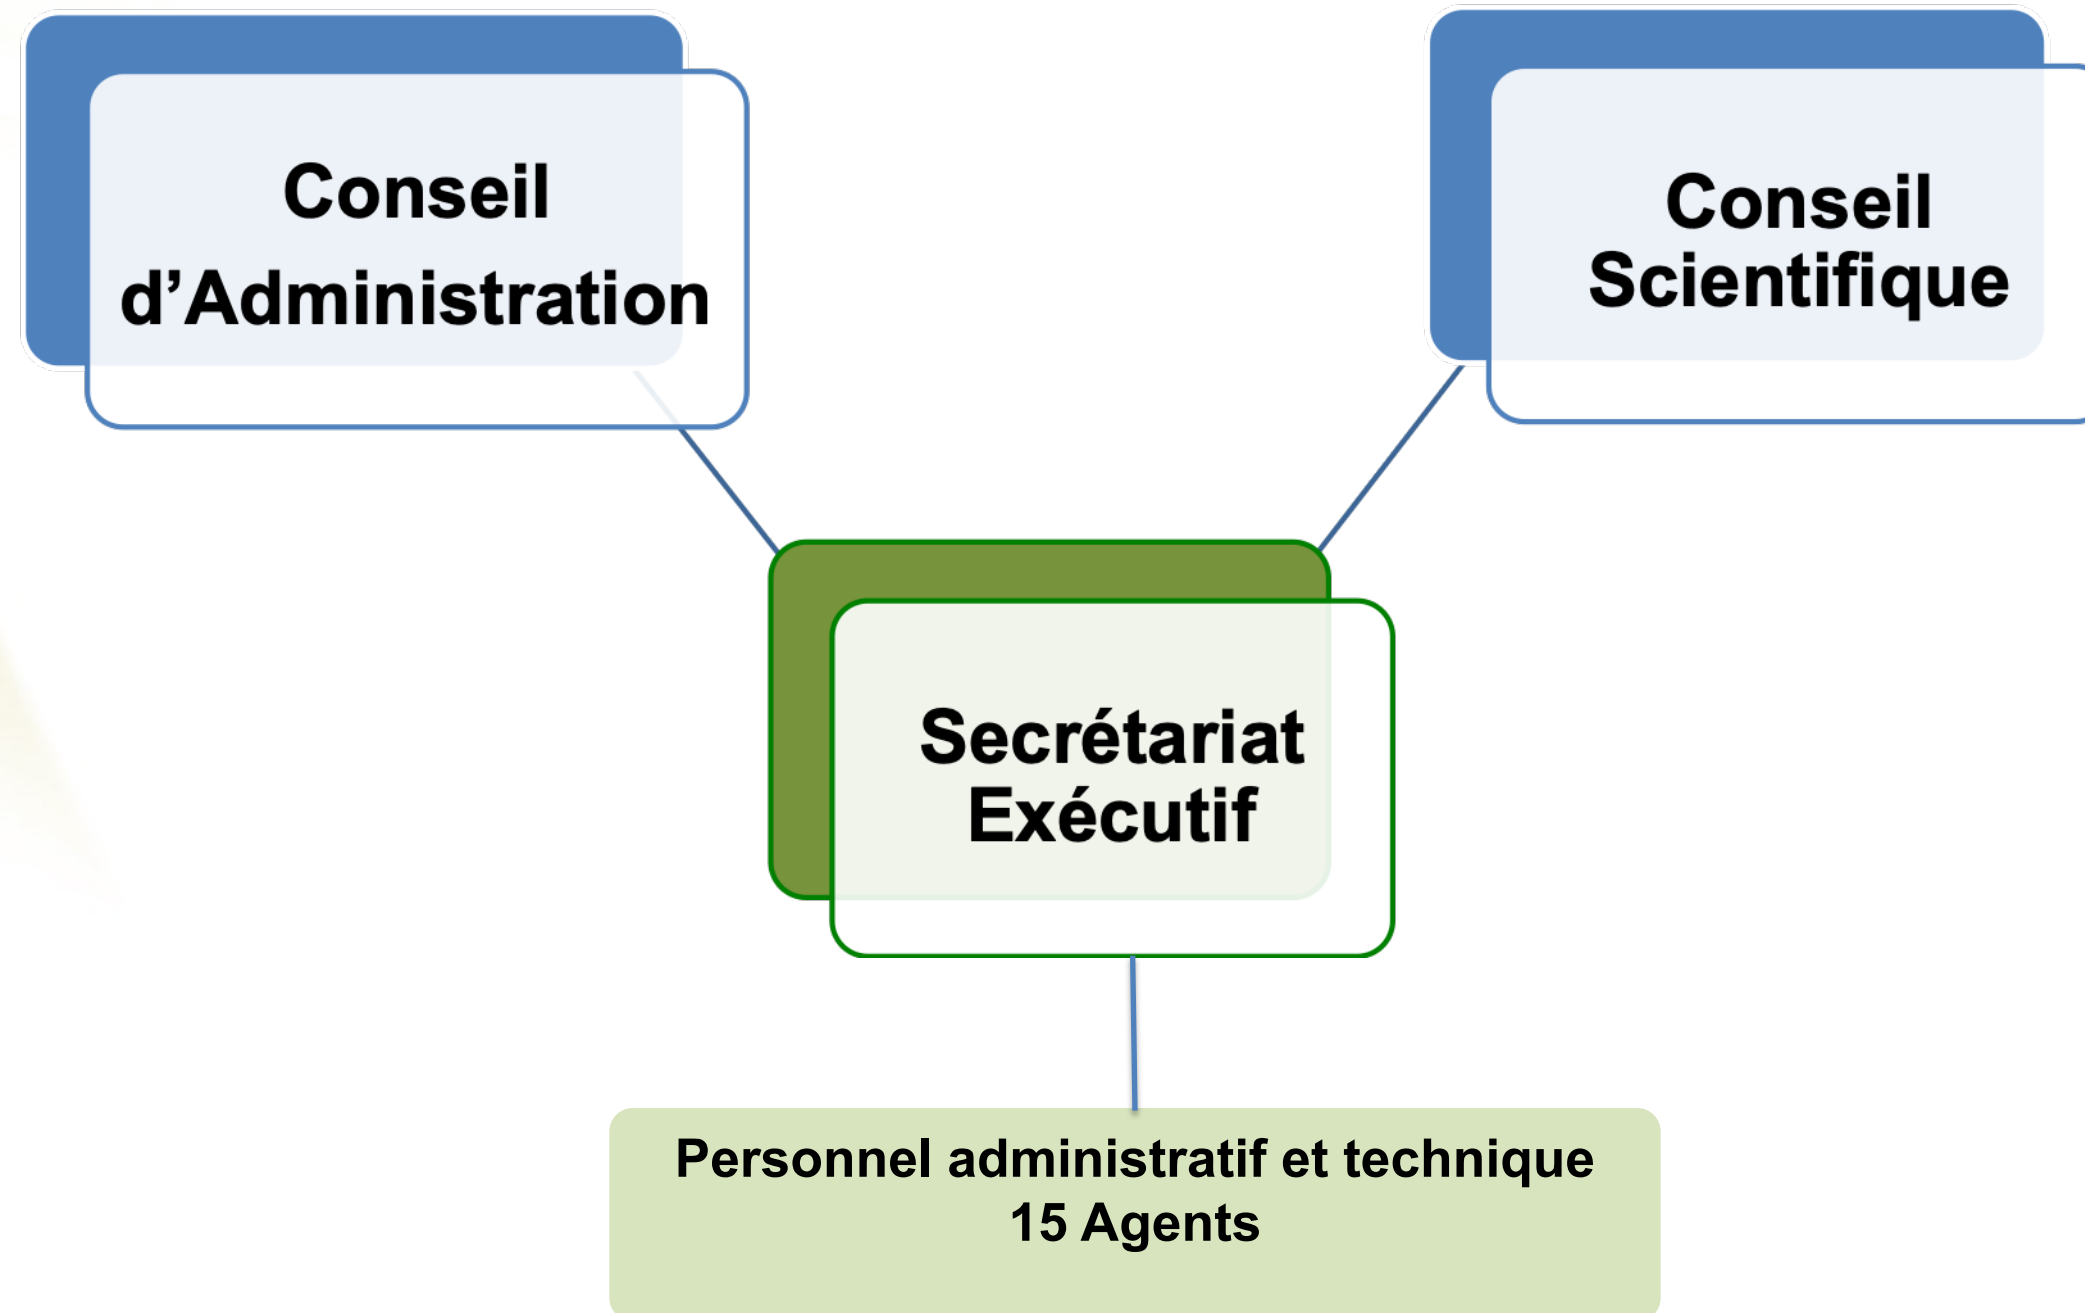 Conseil
d’Administration
Conseil
Scientifique
Secrétariat
Exécutif
Personnel administratif et technique
15 Agents